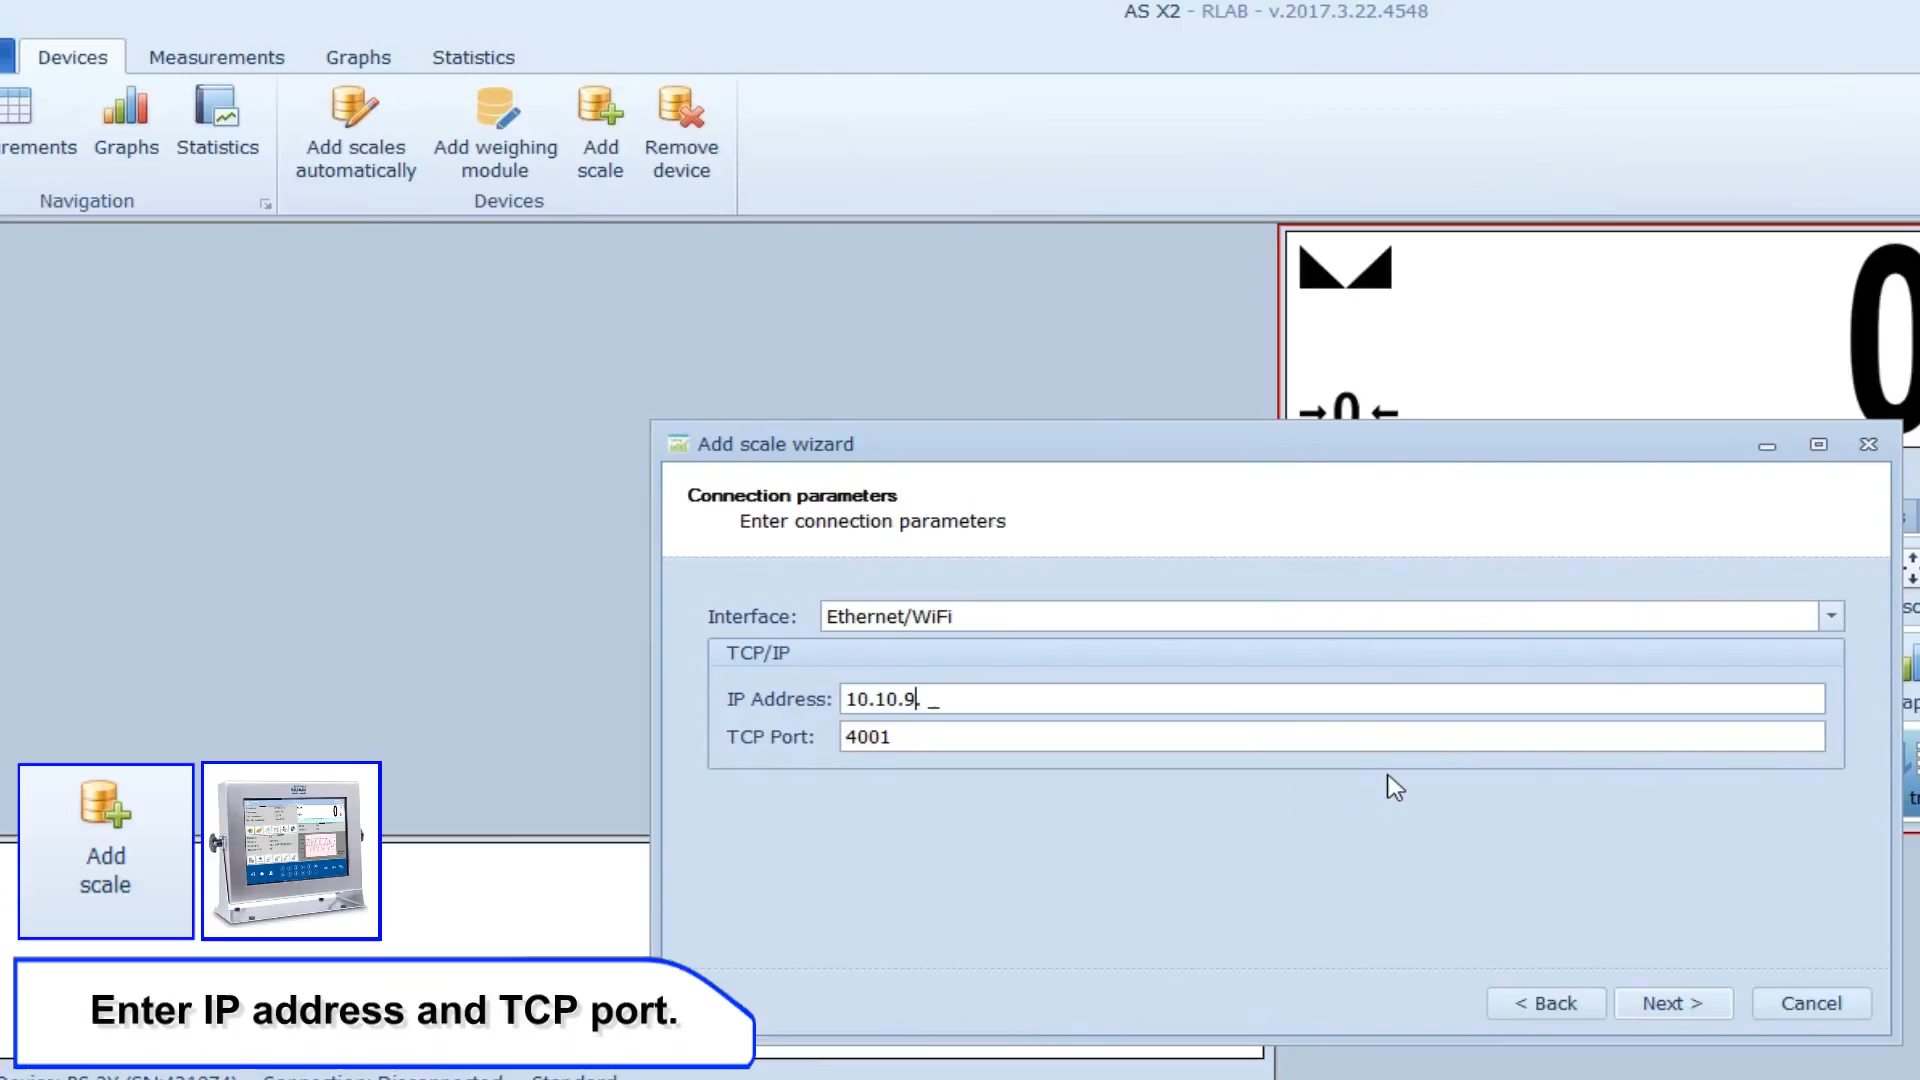 AS X2 - RLAB - v.2017.3.22.4548
Devices Measurements Graphs Statistics
rements Graphs Statistics
Add scales automatically
Add weighing module
Add scale
Remove device
Navigation Devices
0
→0←
Add scale wizard
Connection parameters
Enter connection parameters
Interface: Ethernet/WiFi
TCP/IP
IP Address: 10.10.9. _
TCP Port: 4001
Add
scale
Enter IP address and TCP port.
< Back Next > Cancel